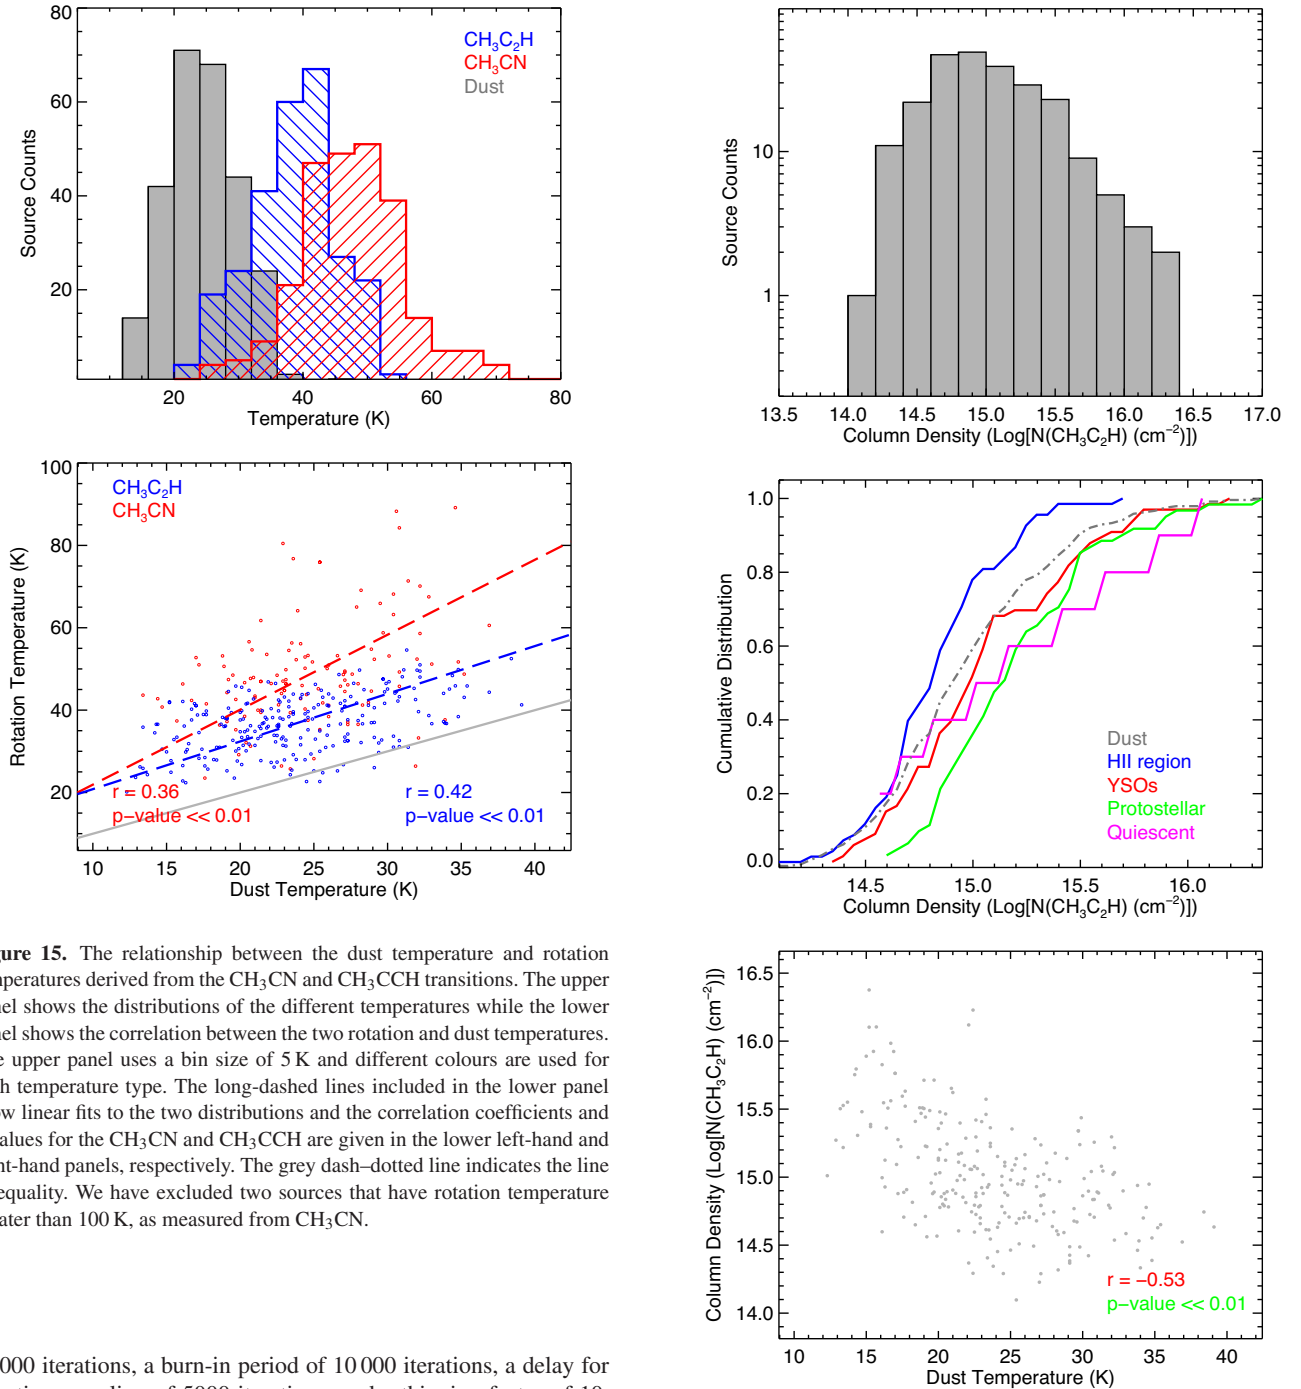 80
60
40
20
Source Counts
CH₃C₂H
CH₃CN
Dust
20 40 60 80
Temperature (K)
100
80
60
40
20
Rotation Temperature (K)
CH₃C₂H
CH₃CN
r = 0.36
p−value << 0.01
r = 0.42
p−value << 0.01
10 15 20 25 30 35 40
Dust Temperature (K)
15. The relationship between the dust temperature and rotation
derived from the CH₃CN and CH₃CCH transitions. The upper
shows the distributions of the different temperatures while the lower
shows the correlation between the two rotation and dust temperatures.
upper panel uses a bin size of 5 K and different colours are used for
temperature type. The long-dashed lines included in the lower panel
linear fits to the two distributions and the correlation coefficients and
for the CH₃CN and CH₃CCH are given in the lower left-hand and
panels, respectively. The grey dash–dotted line indicates the line
equality. We have excluded two sources that have rotation temperature
than 100 K, as measured from CH₃CN.
000 iterations, a burn-in period of 10 000 iterations, a delay for
10
1
Source Counts
13.5 14.0 14.5 15.0 15.5 16.0 16.5 17.0
Column Density (Log[N(CH₃C₂H) (cm⁻²)])
1.0
0.8
0.6
0.4
0.2
0.0
Cumulative Distribution
Dust
HII region
YSOs
Protostellar
Quiescent
14.5 15.0 15.5 16.0
Column Density (Log[N(CH₃C₂H) (cm⁻²)])
16.5
16.0
15.5
15.0
14.5
14.0
Column Density (Log[N(CH₃C₂H) (cm⁻²)])
r = −0.53
p−value << 0.01
10 15 20 25 30 35 40
Dust Temperature (K)